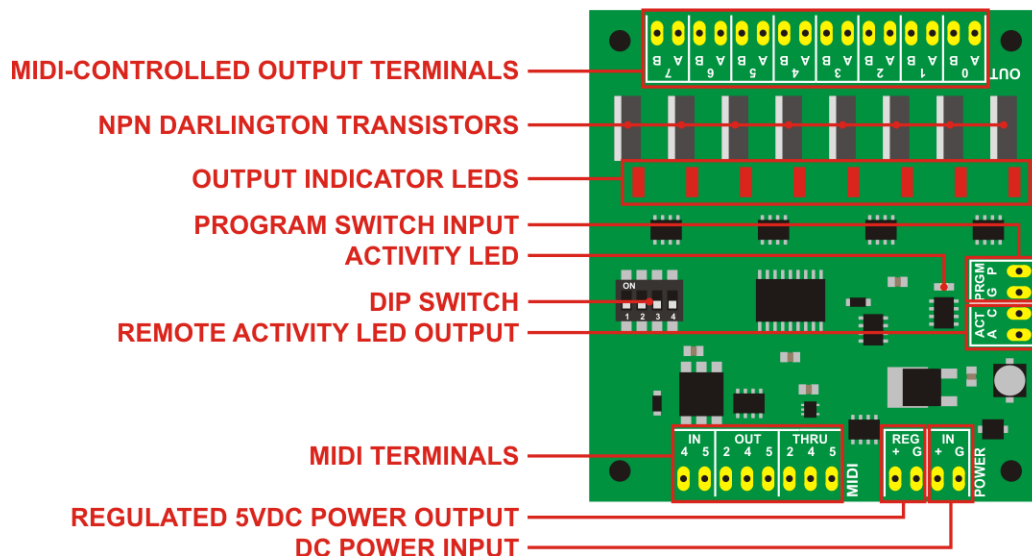 MIDI-CONTROLLED OUTPUT TERMINALS
NPN DARLINGTON TRANSISTORS
OUTPUT INDICATOR LEDS
PROGRAM SWITCH INPUT
ACTIVITY LED
DIP SWITCH
REMOTE ACTIVITY LED OUTPUT
MIDI TERMINALS
REGULATED 5VDC POWER OUTPUT
DC POWER INPUT
B A B A B A B A B A B A B A B A
7 6 5 4 3 2 1 0
OUT
PRGM
G P
ACT
A C
ON
1 2 3 4
IN OUT THRU
4 5 2 4 5 2 4 5
MIDI
REG IN
+ G + G
POWER